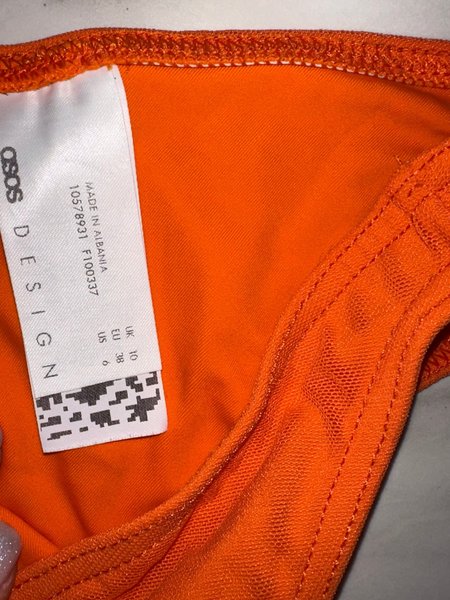 asos DESIGN
MADE IN ALBANIA
10578931 F100337
UK 10
EU 38
US 6